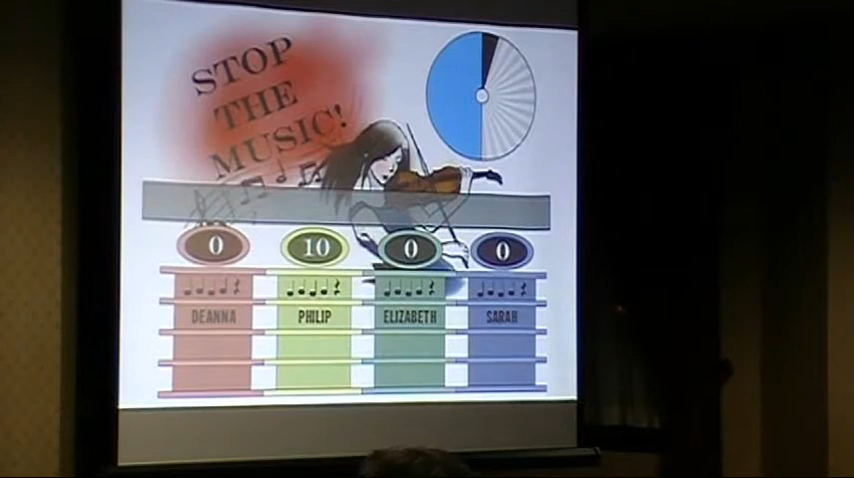 STOP
THE
MUSIC!
0 10 0 0
DEANNA PHILIP ELIZABETH SARAH